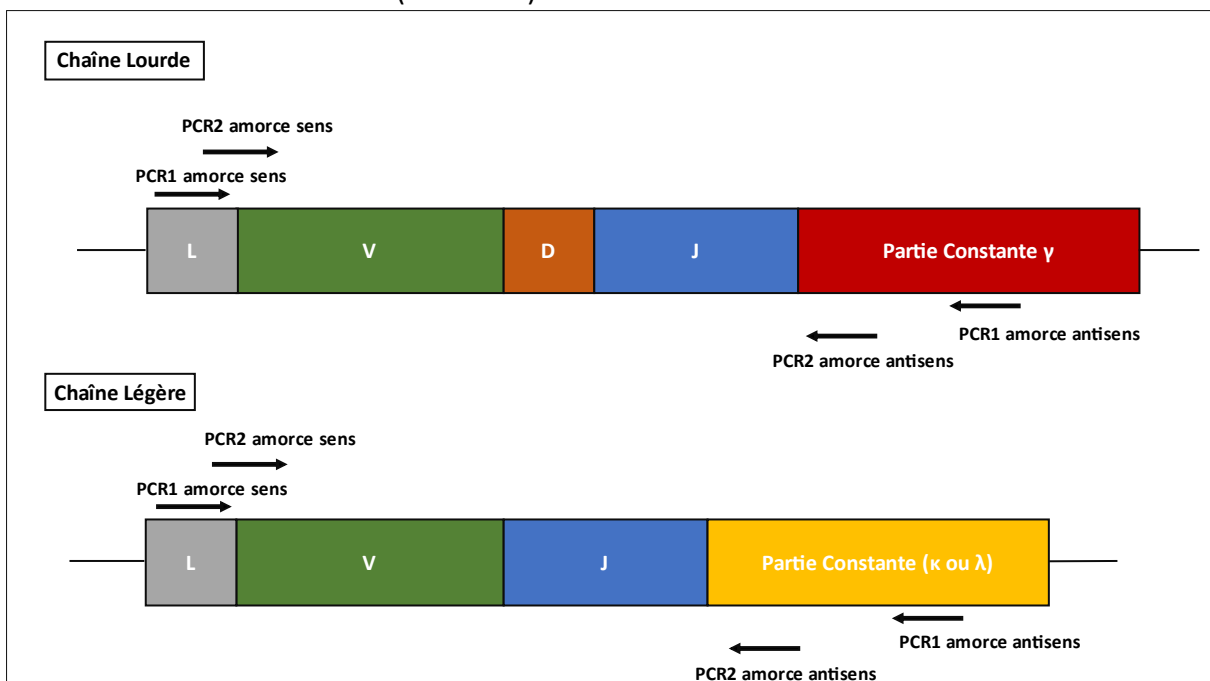 Chaîne Lourde
PCR2 amorce sens
PCR1 amorce sens
L V D J Partie Constante γ
PCR1 amorce antisens
PCR2 amorce antisens
Chaîne Légère
PCR2 amorce sens
PCR1 amorce sens
L V J Partie Constante (κ ou λ)
PCR1 amorce antisens
PCR2 amorce antisens